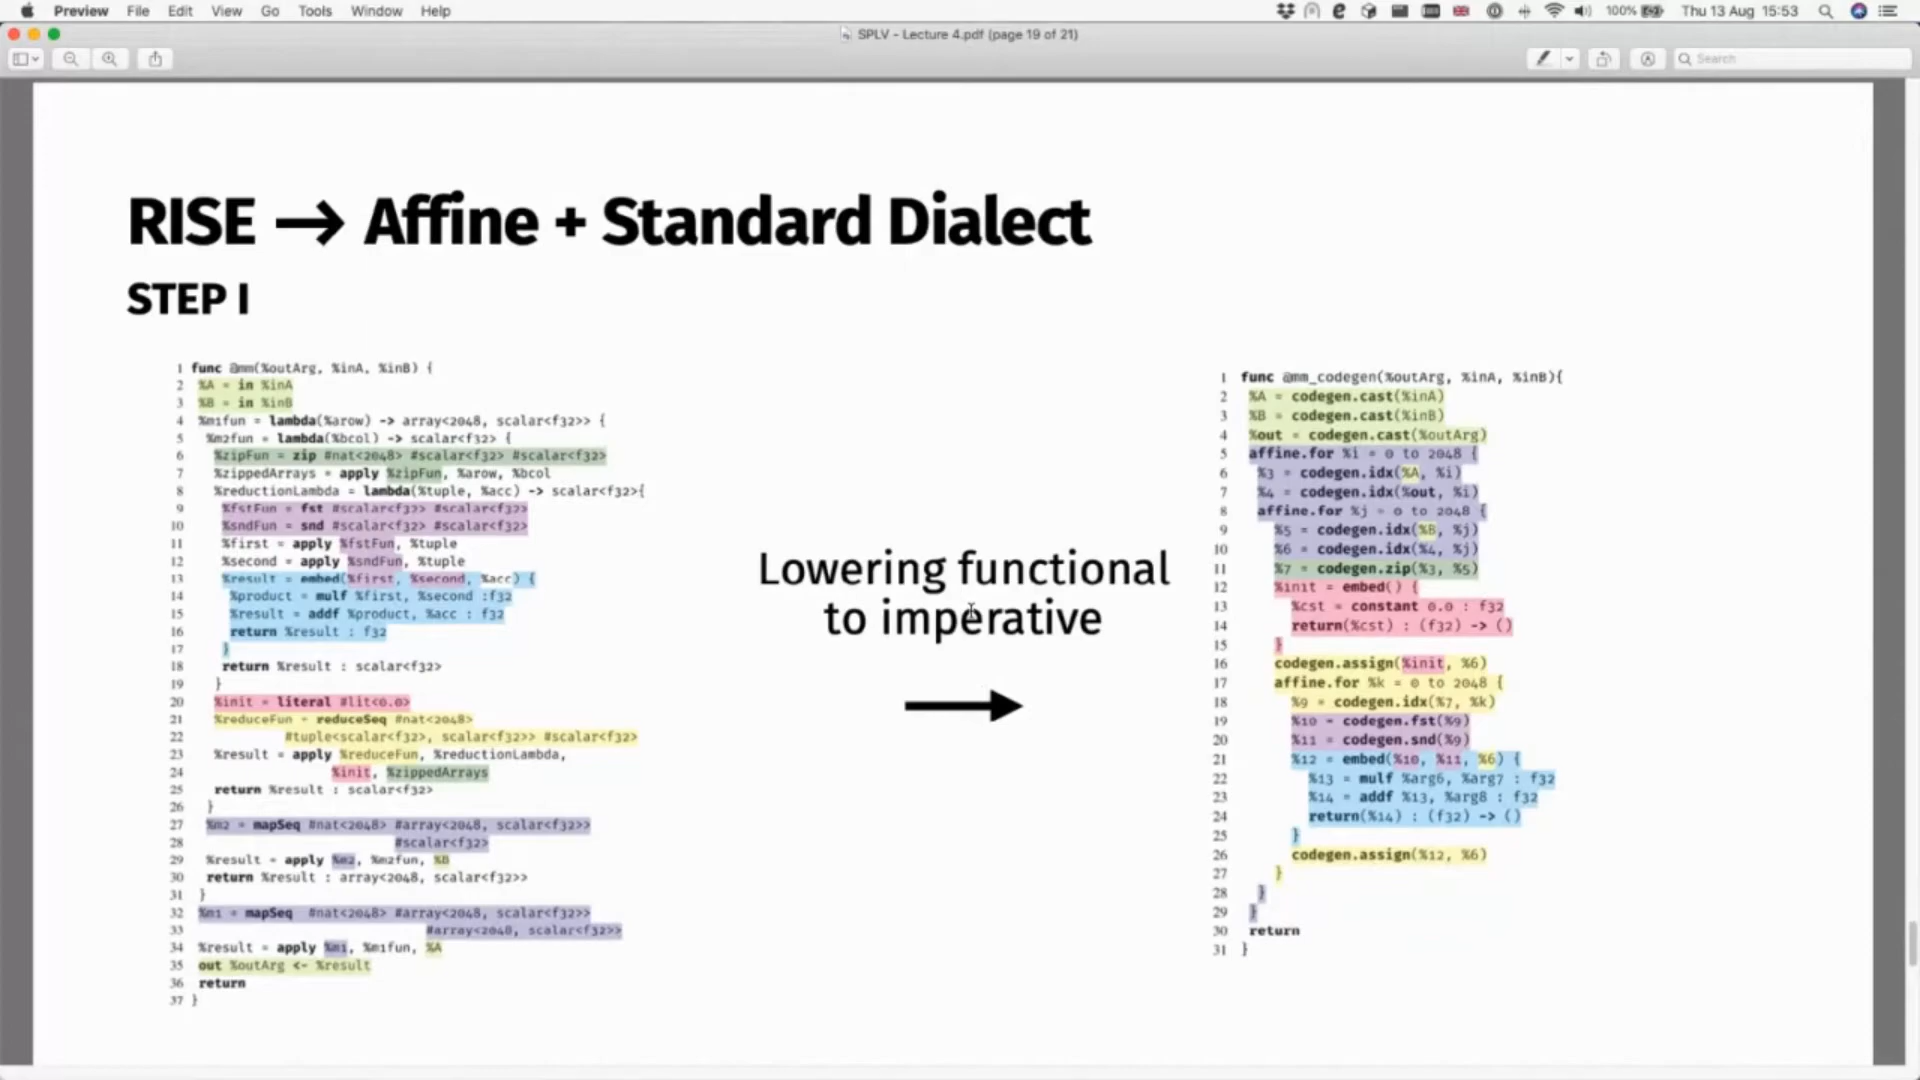 Preview File Edit View Go Tools Window Help 100% Thu 13 Aug 15:53
SPLV - Lecture 4.pdf (page 19 of 21)
Search
RISE → Affine + Standard Dialect
STEP I
1 func @mm(%outArg, %inA, %inB) {
2 %A = in %inA
3 %B = in %inB
4 %m1fun = lambda(%arow) -> array<2048, scalar<f32>> {
5 %m2fun = lambda(%bcol) -> scalar<f32> {
6 %zipFun = zip #nat<2048> #scalar<f32> #scalar<f32>
7 %zippedArrays = apply %zipFun, %arow, %bcol
8 %reductionLambda = lambda(%tuple, %acc) -> scalar<f32>{
9 %fstFun = fst #scalar<f32> #scalar<f32>
10 %sndFun = snd #scalar<f32> #scalar<f32>
11 %first = apply %fstFun, %tuple
12 %second = apply %sndFun, %tuple
13 %result = embed(%first, %second, %acc) {
14 %product = mulf %first, %second :f32
15 %result = addf %product, %acc : f32
16 return %result : f32
17 }
18 return %result : scalar<f32>
19 }
20 %init = literal #lit<0.0>
21 %reduceFun = reduceSeq #nat<2048>
22 #tuple<scalar<f32>, scalar<f32>> #scalar<f32>
23 %result = apply %reduceFun, %reductionLambda,
24 %init, %zippedArrays
25 return %result : scalar<f32>
26 }
27 %m2 = mapSeq #nat<2048> #array<2048, scalar<f32>>
28 #scalar<f32>
29 %result = apply %m2, %m2fun, %B
30 return %result : array<2048, scalar<f32>>
31 }
32 %m1 = mapSeq #nat<2048> #array<2048, scalar<f32>>
33 #array<2048, scalar<f32>>
34 %result = apply %m1, %m1fun, %A
35 out %outArg <- %result
36 return
37 }
Lowering functional
to imperative
1 func @mm_codegen(%outArg, %inA, %inB){
2 %A = codegen.cast(%inA)
3 %B = codegen.cast(%inB)
4 %out = codegen.cast(%outArg)
5 affine.for %i = 0 to 2048 {
6 %3 = codegen.idx(%A, %i)
7 %4 = codegen.idx(%out, %i)
8 affine.for %j = 0 to 2048 {
9 %5 = codegen.idx(%B, %j)
10 %6 = codegen.idx(%4, %j)
11 %7 = codegen.zip(%3, %5)
12 %init = embed() {
13 %cst = constant 0.0 : f32
14 return(%cst) : (f32) -> ()
15 }
16 codegen.assign(%init, %6)
17 affine.for %k = 0 to 2048 {
18 %9 = codegen.idx(%7, %k)
19 %10 = codegen.fst(%9)
20 %11 = codegen.snd(%9)
21 %12 = embed(%10, %11, %6) {
22 %13 = mulf %arg6, %arg7 : f32
23 %14 = addf %13, %arg8 : f32
24 return(%14) : (f32) -> ()
25 }
26 codegen.assign(%12, %6)
27 }
28 }
29 }
30 return
31 }